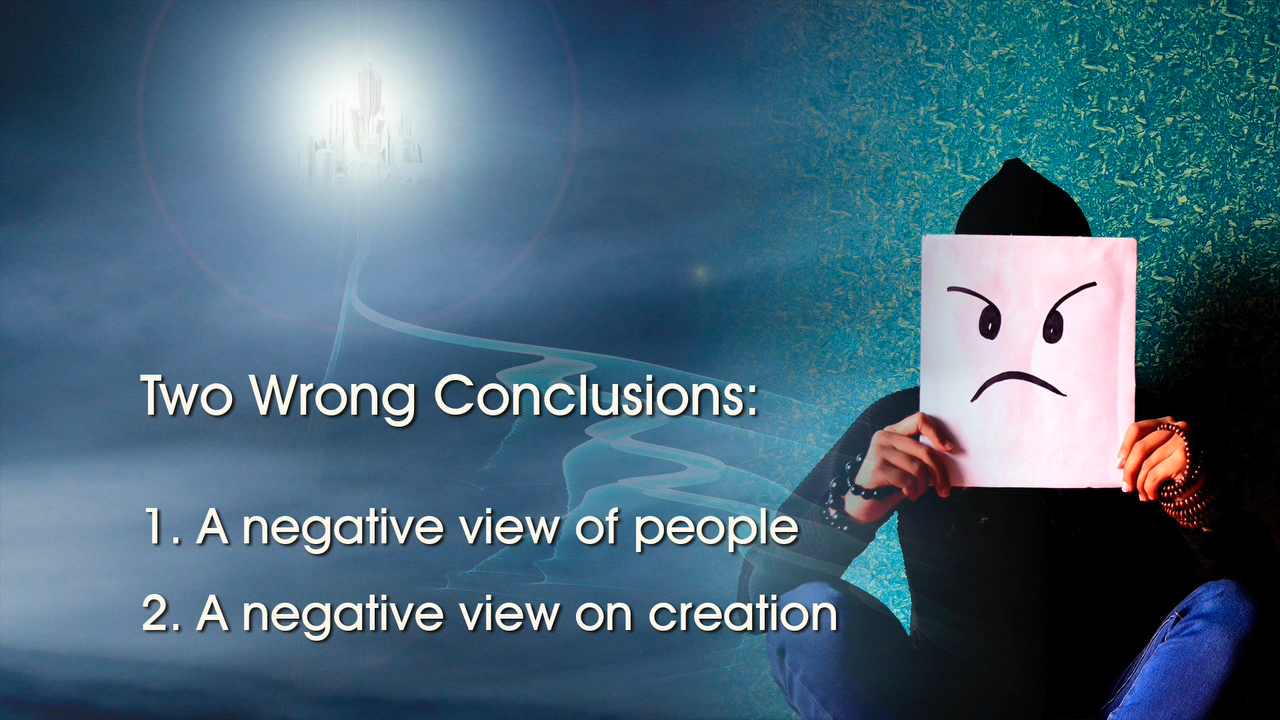 Two Wrong Conclusions:
1. A negative view of people
2. A negative view on creation